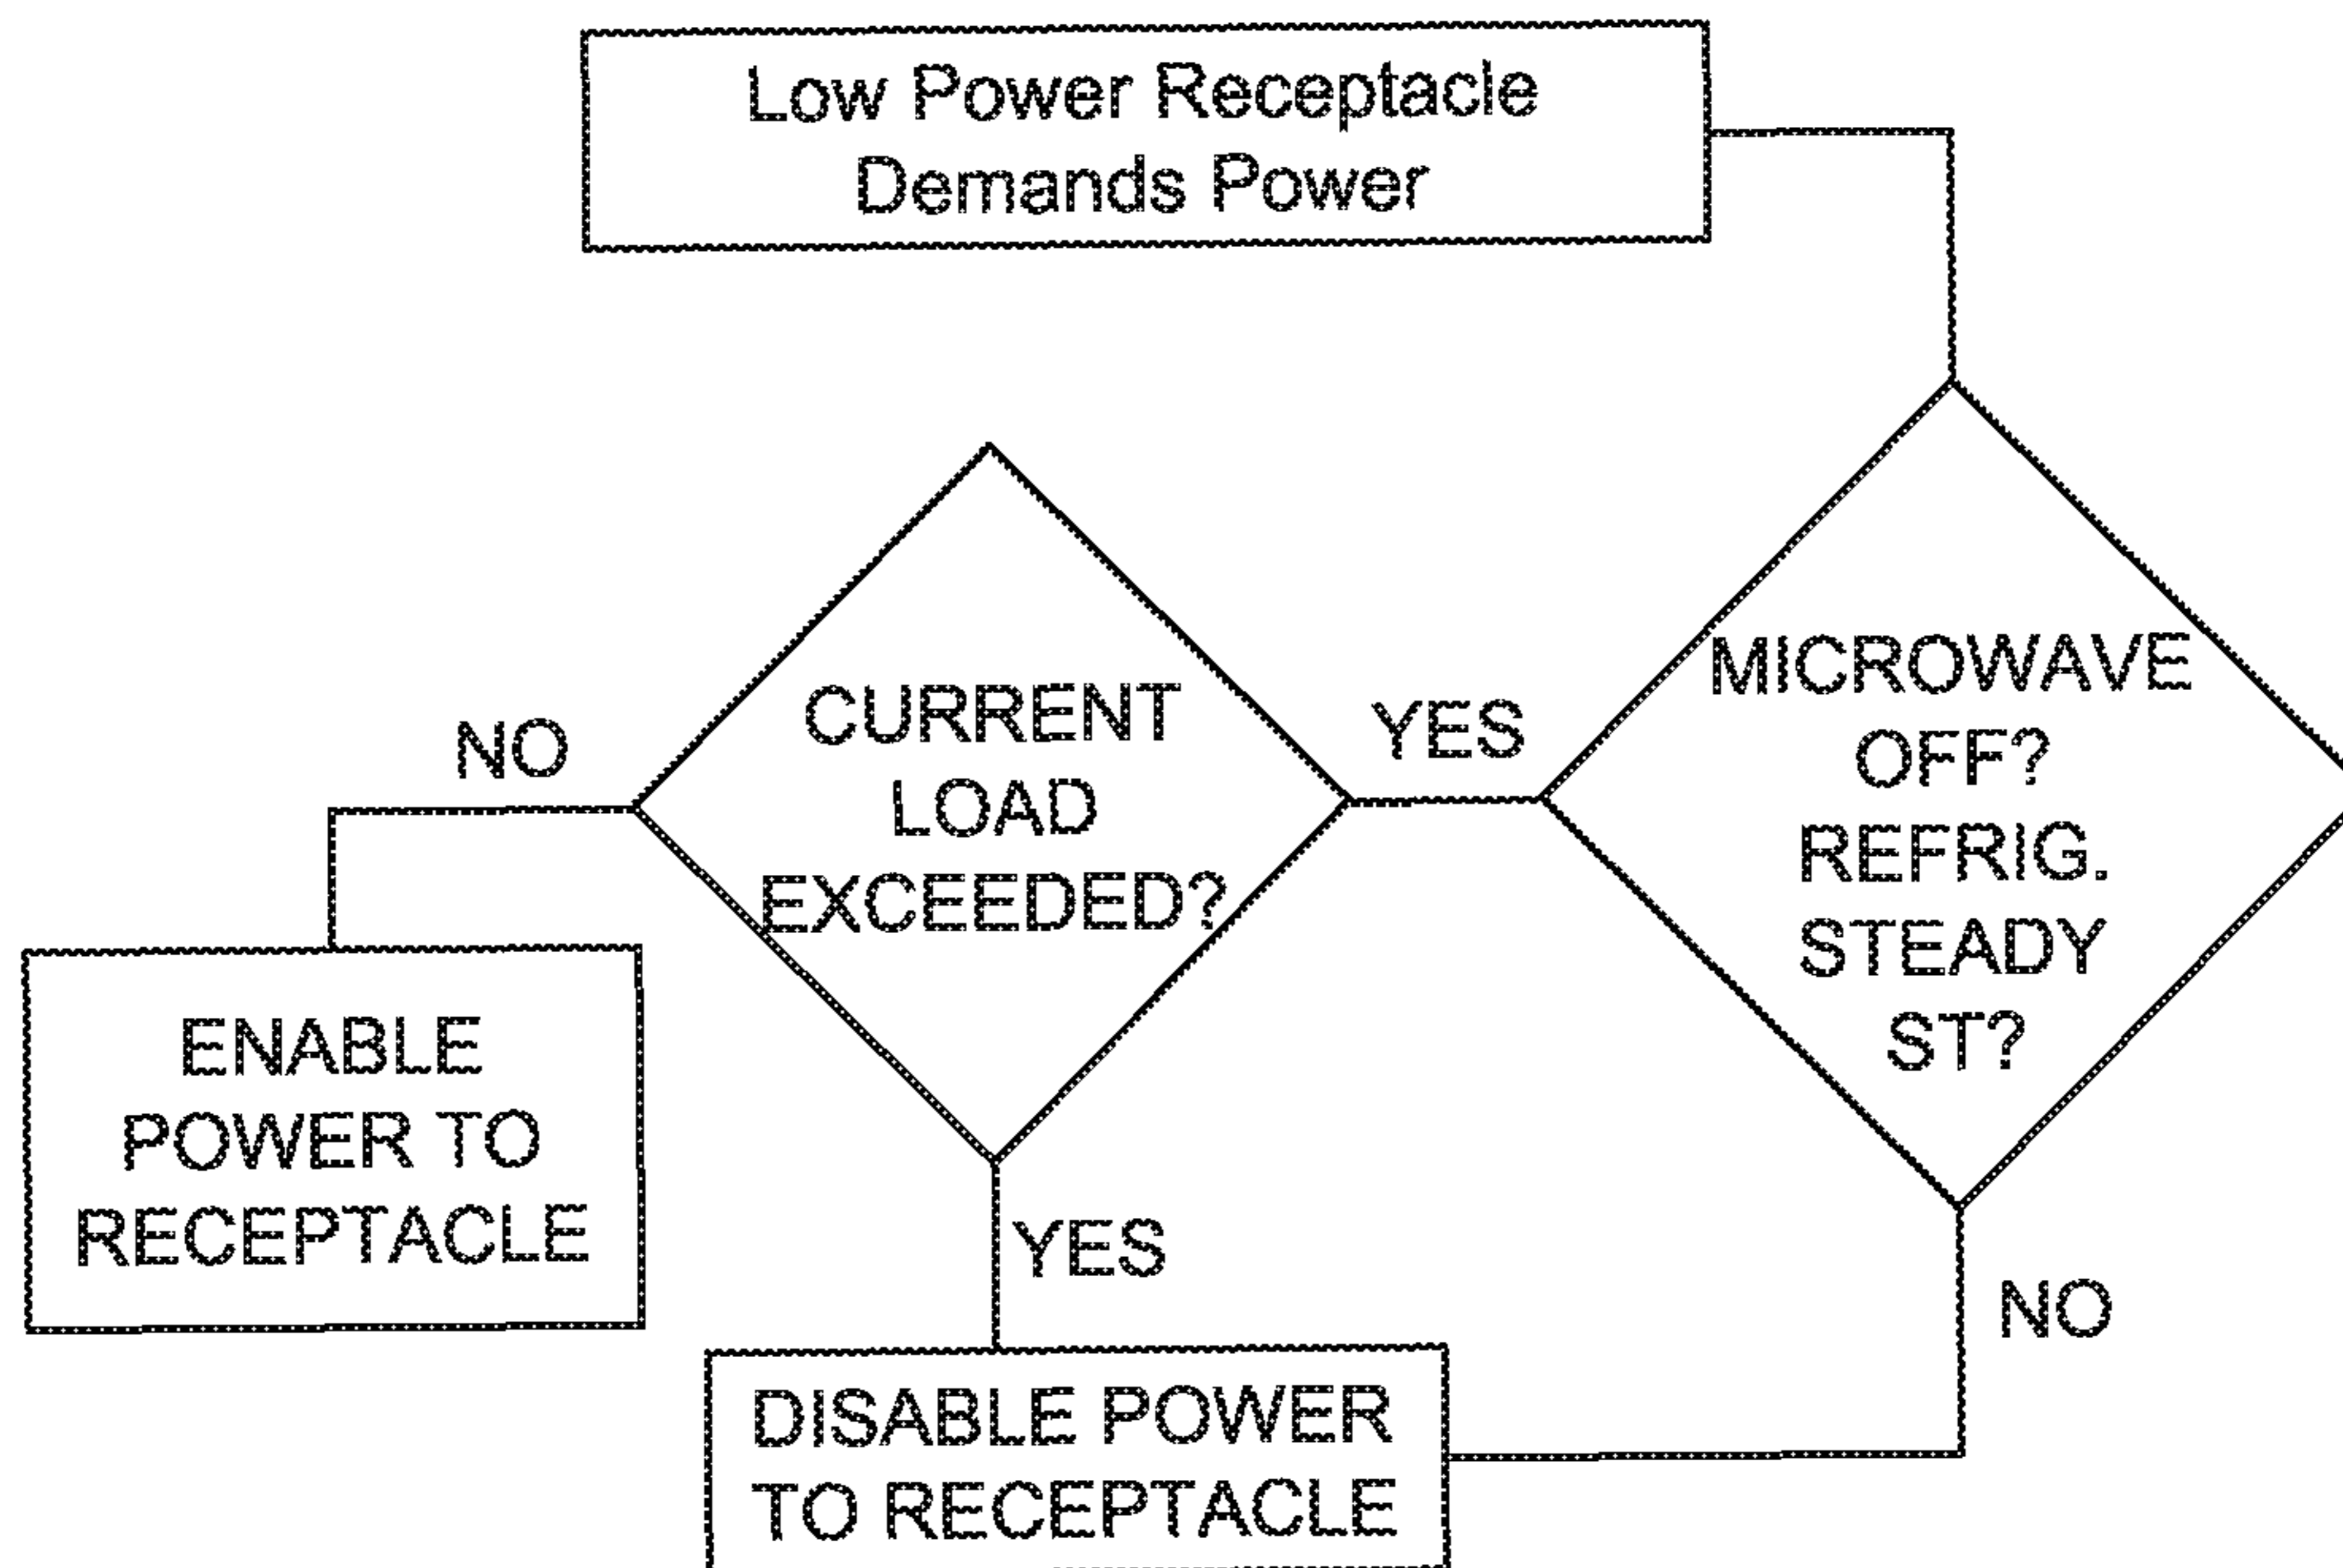 Low Power Receptacle
Demands Power
MICROWAVE
OFF?
REFRIG.
STEADY
ST?
YES
NO
CURRENT
LOAD
EXCEEDED?
NO
YES
ENABLE
POWER TO
RECEPTACLE
DISABLE POWER
TO RECEPTACLE